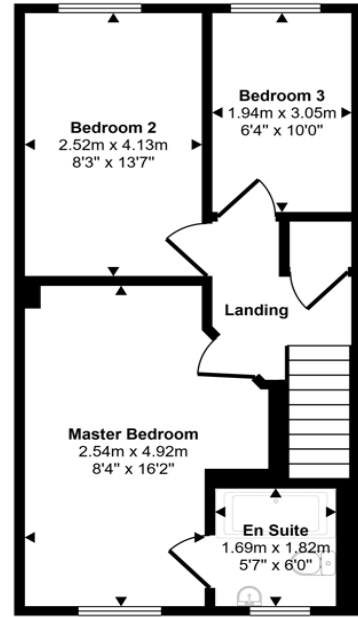 Bedroom 2
2.52m x 4.13m
8'3" x 13'7"
Bedroom 3
1.94m x 3.05m
6'4" x 10'0"
Landing
Master Bedroom
2.54m x 4.92m
8'4" x 16'2"
En Suite
1.69m x 1.82m
5'7" x 6'0"